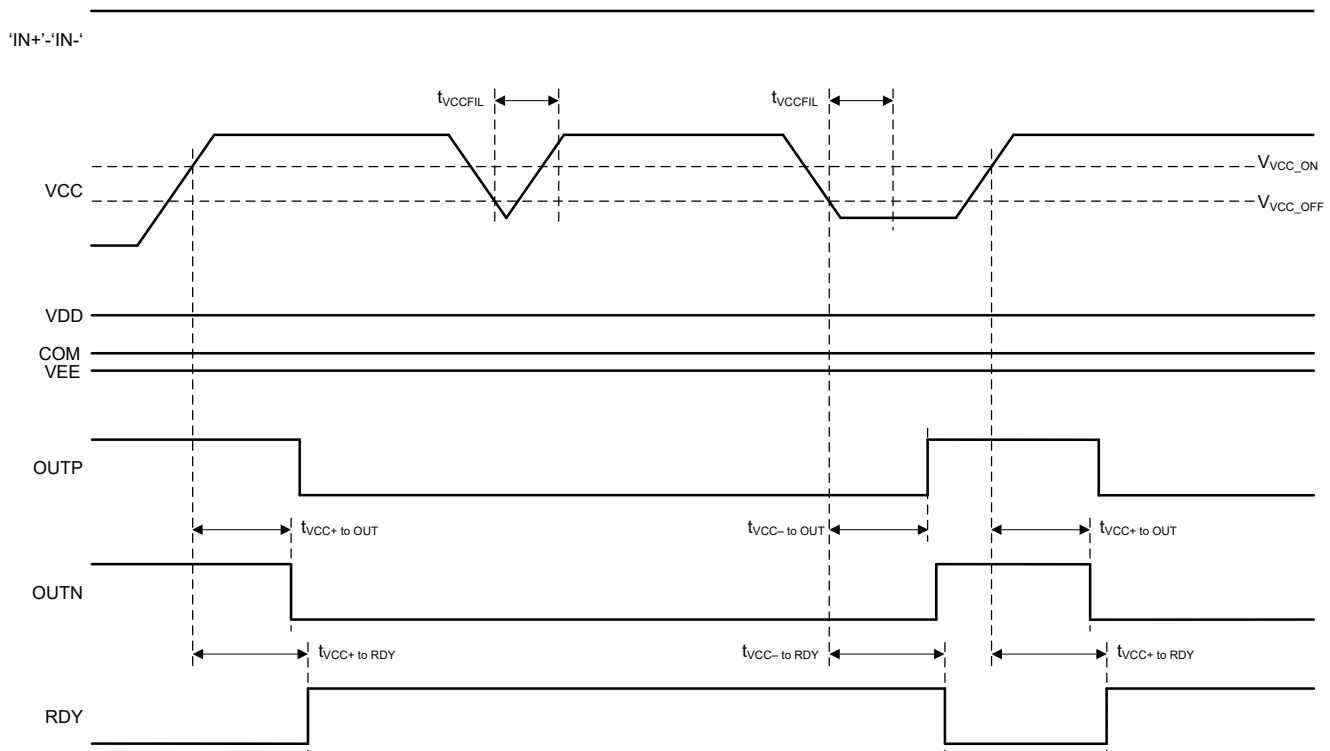 ‘IN+’-‘IN-‘
tVCCFIL
tVCCFIL
VCC
VVCC_ON
VVCC_OFF
VDD
COM
VEE
OUTP
tVCC+ to OUT
tVCC– to OUT
tVCC+ to OUT
OUTN
tVCC+ to RDY
tVCC– to RDY
tVCC+ to RDY
RDY